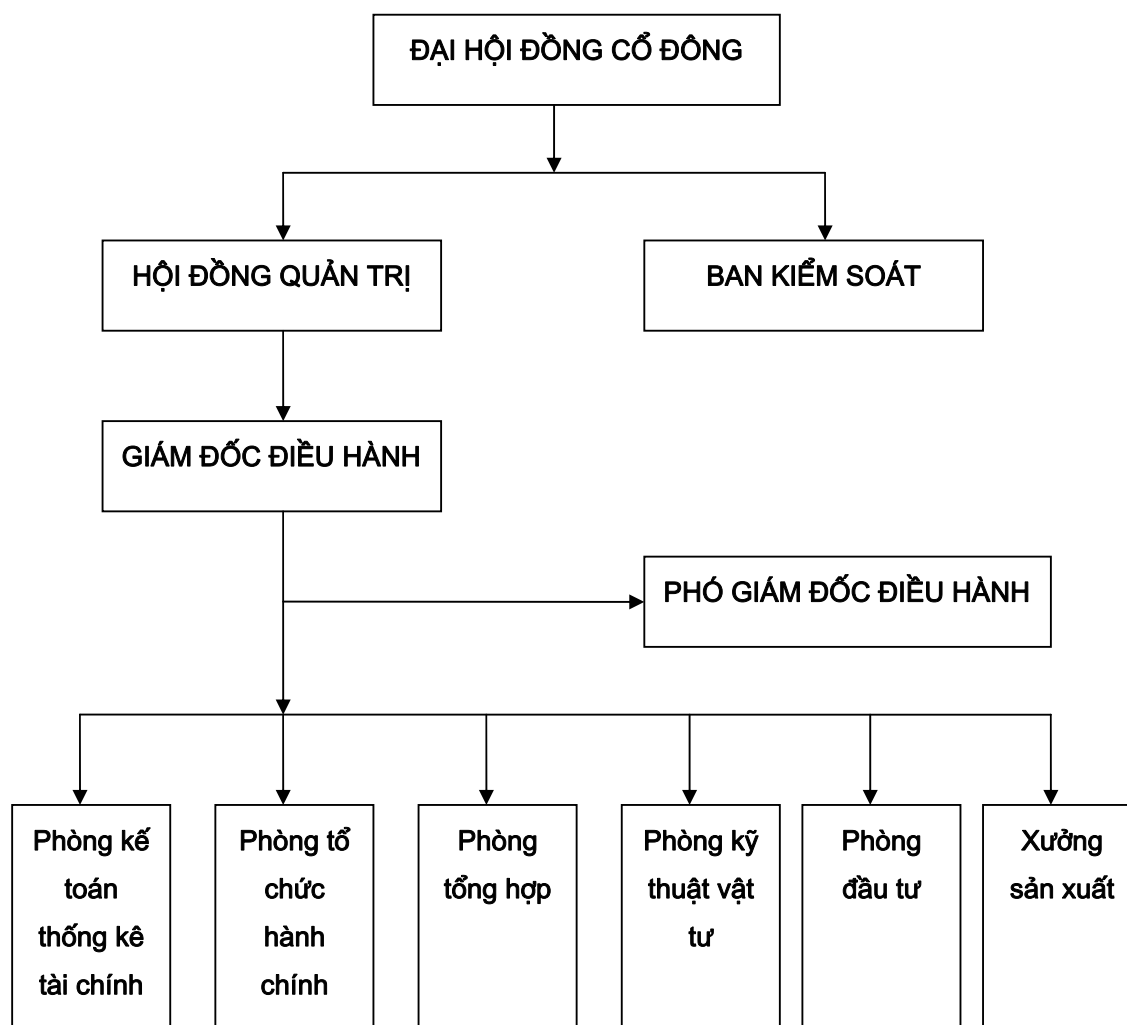 ĐẠI HỘI ĐỒNG CỔ ĐÔNG
HỘI ĐỒNG QUẢN TRỊ
BAN KIỂM SOÁT
GIÁM ĐỐC ĐIỀU HÀNH
PHÓ GIÁM ĐỐC ĐIỀU HÀNH
Phòng kế
toán
thống kê
tài chính
Phòng tổ
chức
hành
chính
Phòng
tổng hợp
Phòng kỹ
thuật vật
tư
Phòng
đầu tư
Xưởng
sản xuất